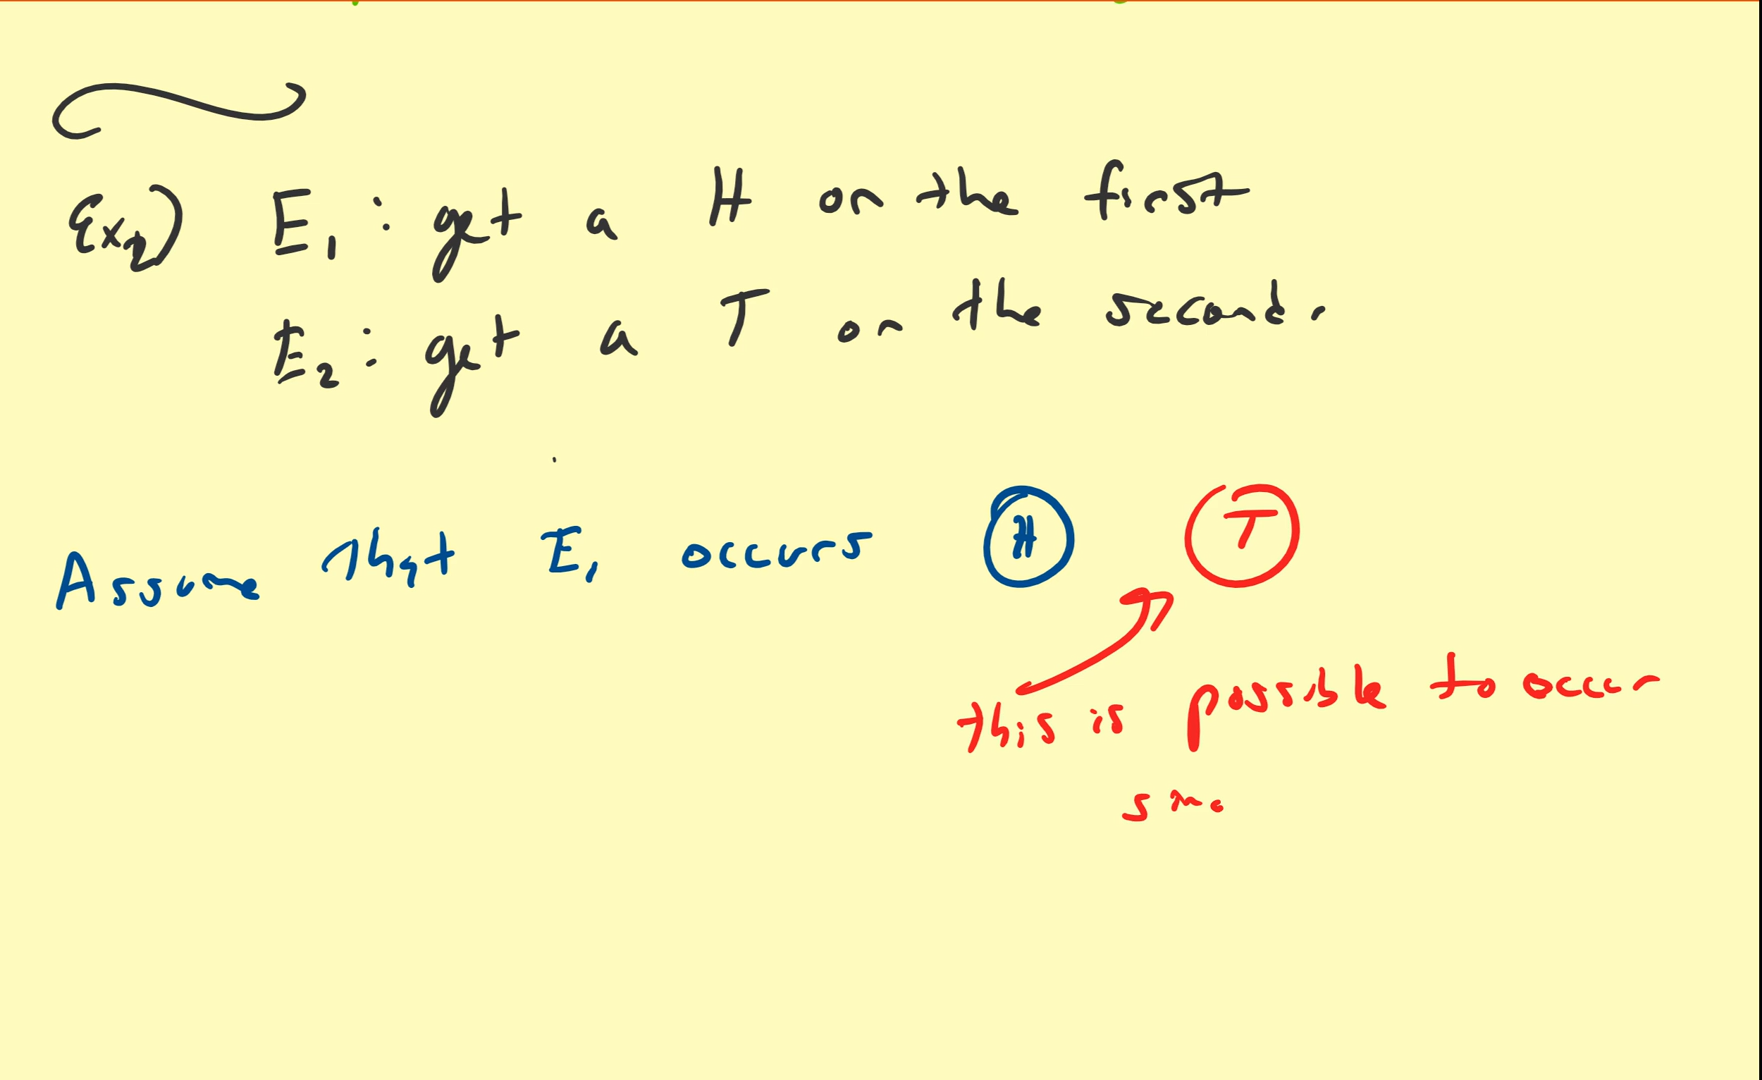 Ex2) E1: get a H on the first
E2: get a T on the second.
Assume that E1 occurs H T
this is possible to occur